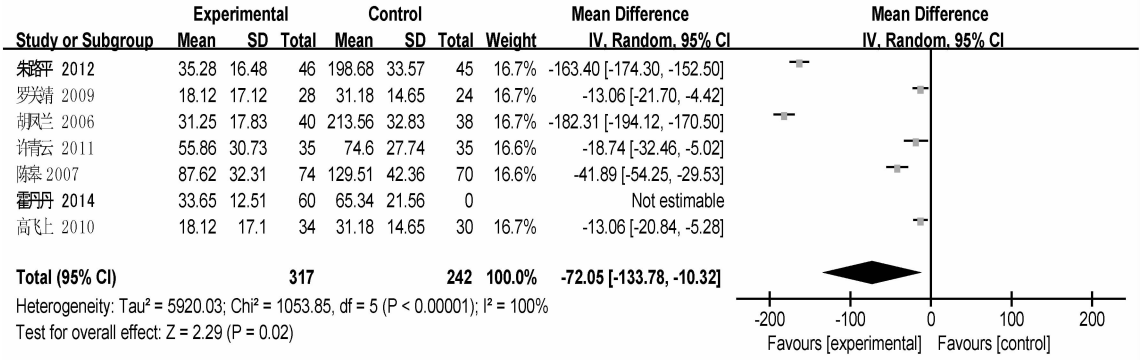 Experimental Control Mean Difference Mean Difference
Study or Subgroup Mean SD Total Mean SD Total Weight IV, Random, 95% CI IV, Random, 95% CI
朱路平 2012 35.28 16.48 46 198.68 33.57 45 16.7% -163.40 [-174.30, -152.50]
罗关靖 2009 18.12 17.12 28 31.18 14.65 24 16.7% -13.06 [-21.70, -4.42]
胡凤兰 2006 31.25 17.83 40 213.56 32.83 38 16.7% -182.31 [-194.12, -170.50]
许青云 2011 55.86 30.73 35 74.6 27.74 35 16.6% -18.74 [-32.46, -5.02]
陈皋 2007 87.62 32.31 74 129.51 42.36 70 16.6% -41.89 [-54.25, -29.53]
霍丹丹 2014 33.65 12.51 60 65.34 21.56 0 Not estimable
高飞上 2010 18.12 17.1 34 31.18 14.65 30 16.7% -13.06 [-20.84, -5.28]
Total (95% CI) 317 242 100.0% -72.05 [-133.78, -10.32]
Heterogeneity: Tau² = 5920.03; Chi² = 1053.85, df = 5 (P < 0.00001); I² = 100%
Test for overall effect: Z = 2.29 (P = 0.02)
-200 -100 0 100 200
Favours [experimental] Favours [control]